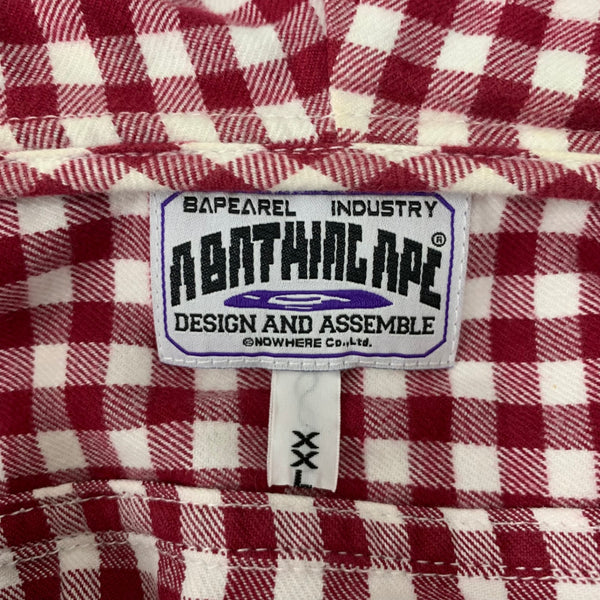 BAPEAREL INDUSTRY
A BATHING APE®
DESIGN AND ASSEMBLE
©NOWHERE Co.,Ltd.
XXL